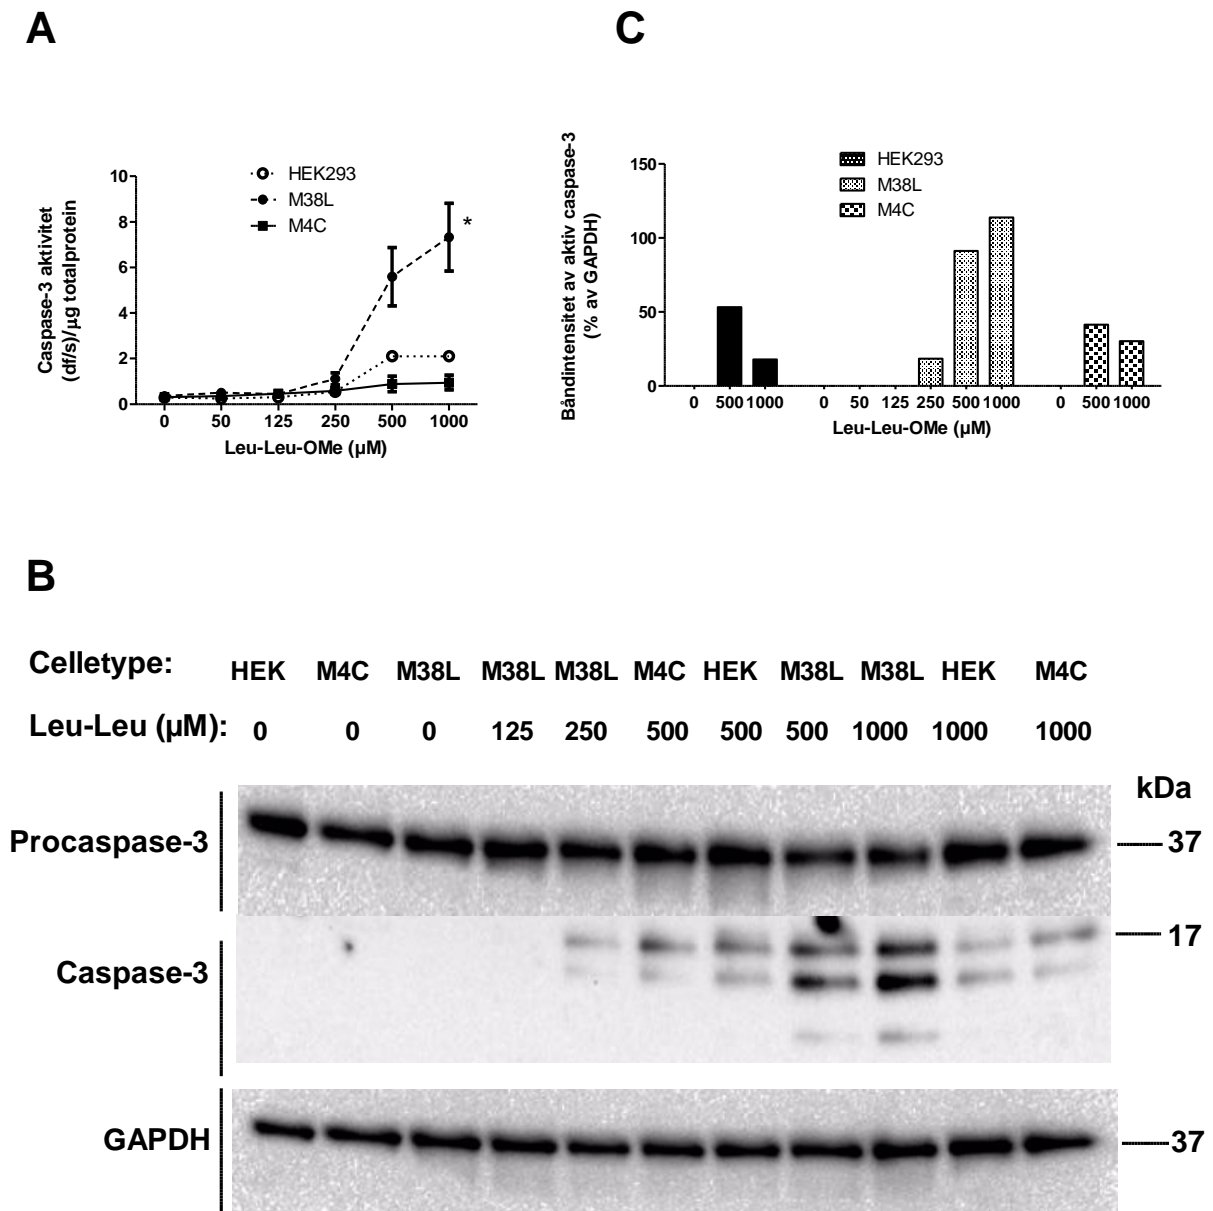 A
C
Caspase-3 aktivitet
(df/s)/µg totalprotein
10
8
6
4
2
0
HEK293
M38L
M4C
*
0 50 125 250 500 1000
Leu-Leu-OMe (µM)
Båndintensitet av aktiv caspase-3
(% av GAPDH)
150
100
50
0
HEK293
M38L
M4C
0 500 1000 0 50 125 250 500 1000 0 500 1000
Leu-Leu-OMe (µM)
B
Celletype: HEK M4C M38L M38L M38L M4C HEK M38L M38L HEK M4C
Leu-Leu (µM): 0 0 0 125 250 500 500 500 1000 1000 1000
kDa
Procaspase-3 37
17
Caspase-3
GAPDH 37